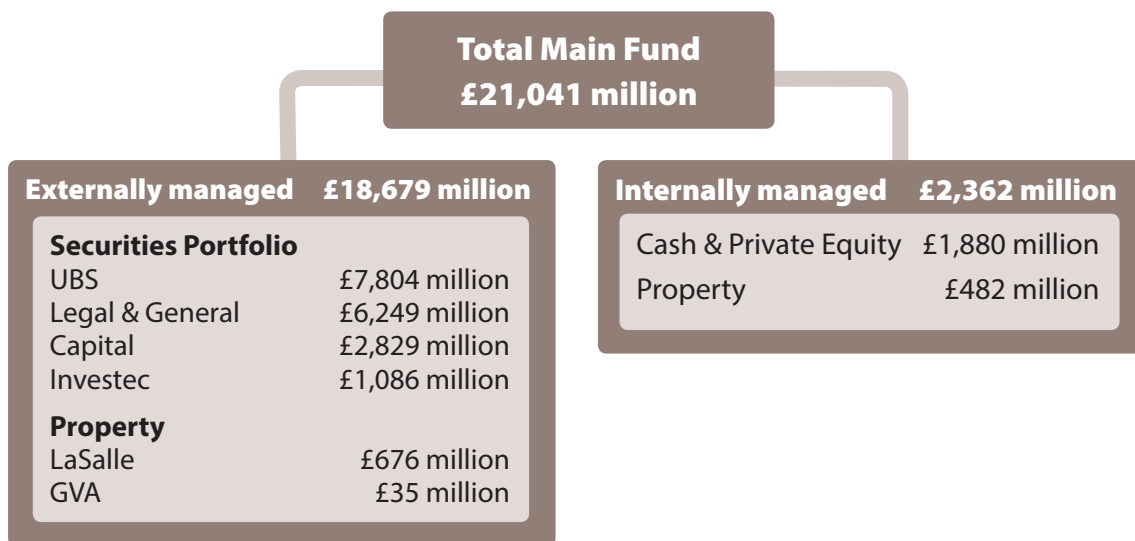 Total Main Fund
£21,041 million
Externally managed £18,679 million
Securities Portfolio
UBS £7,804 million
Legal & General £6,249 million
Capital £2,829 million
Investec £1,086 million
Property
LaSalle £676 million
GVA £35 million
Internally managed £2,362 million
Cash & Private Equity £1,880 million
Property £482 million